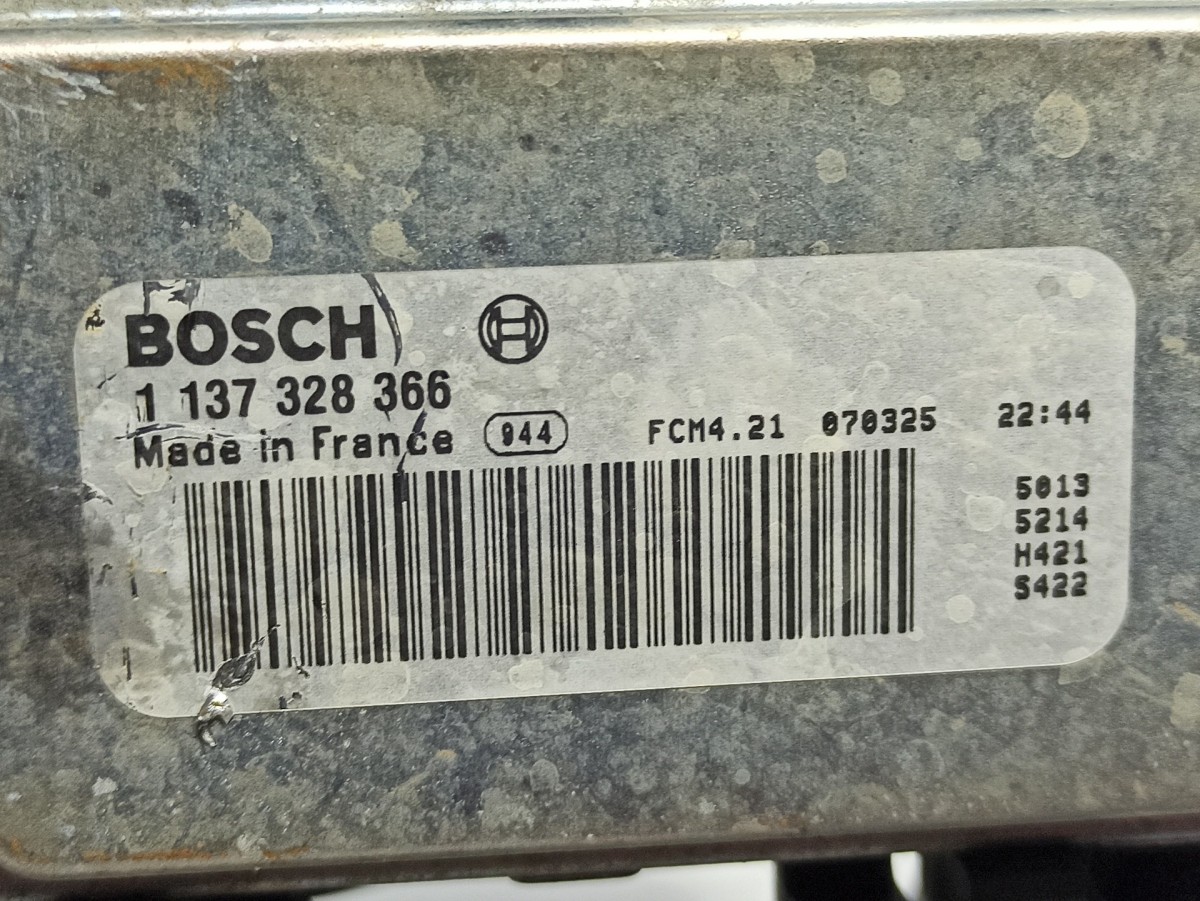 BOSCH
1 137 328 366
Made in France 944 FCM4.21 070325 22:44
5013
5214
H421
S422